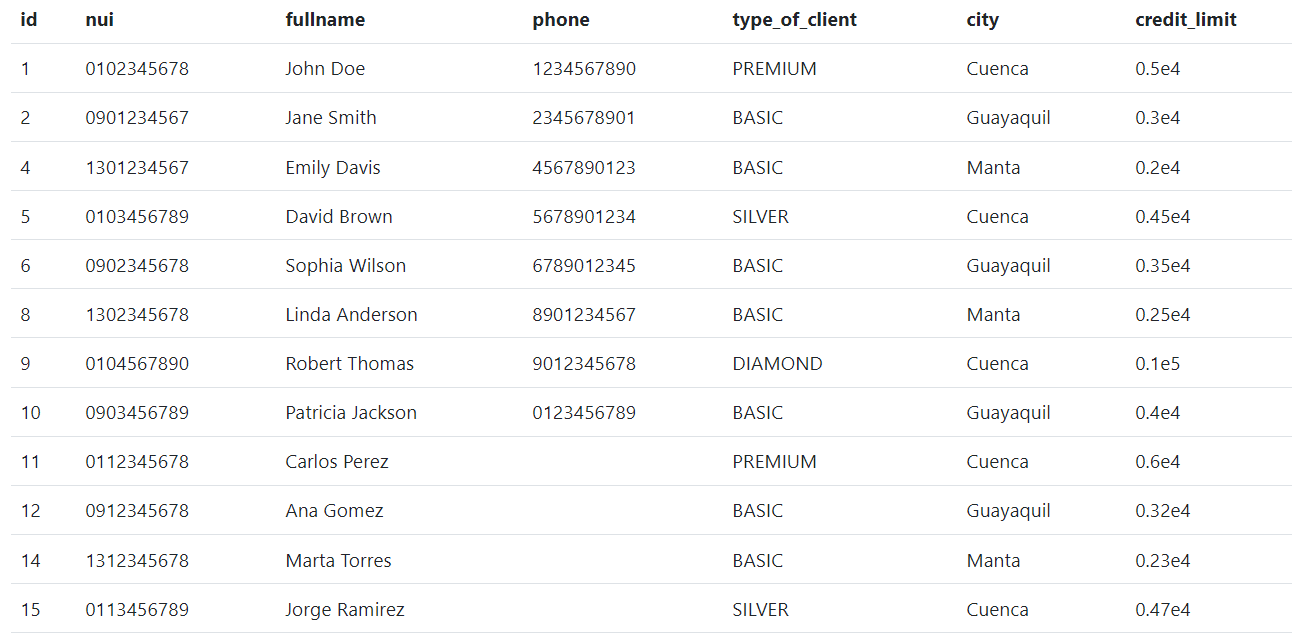 id nui fullname phone type_of_client city credit_limit
1 0102345678 John Doe 1234567890 PREMIUM Cuenca 0.5e4
2 0901234567 Jane Smith 2345678901 BASIC Guayaquil 0.3e4
4 1301234567 Emily Davis 4567890123 BASIC Manta 0.2e4
5 0103456789 David Brown 5678901234 SILVER Cuenca 0.45e4
6 0902345678 Sophia Wilson 6789012345 BASIC Guayaquil 0.35e4
8 1302345678 Linda Anderson 8901234567 BASIC Manta 0.25e4
9 0104567890 Robert Thomas 9012345678 DIAMOND Cuenca 0.1e5
10 0903456789 Patricia Jackson 0123456789 BASIC Guayaquil 0.4e4
11 0112345678 Carlos Perez PREMIUM Cuenca 0.6e4
12 0912345678 Ana Gomez BASIC Guayaquil 0.32e4
14 1312345678 Marta Torres BASIC Manta 0.23e4
15 0113456789 Jorge Ramirez SILVER Cuenca 0.47e4